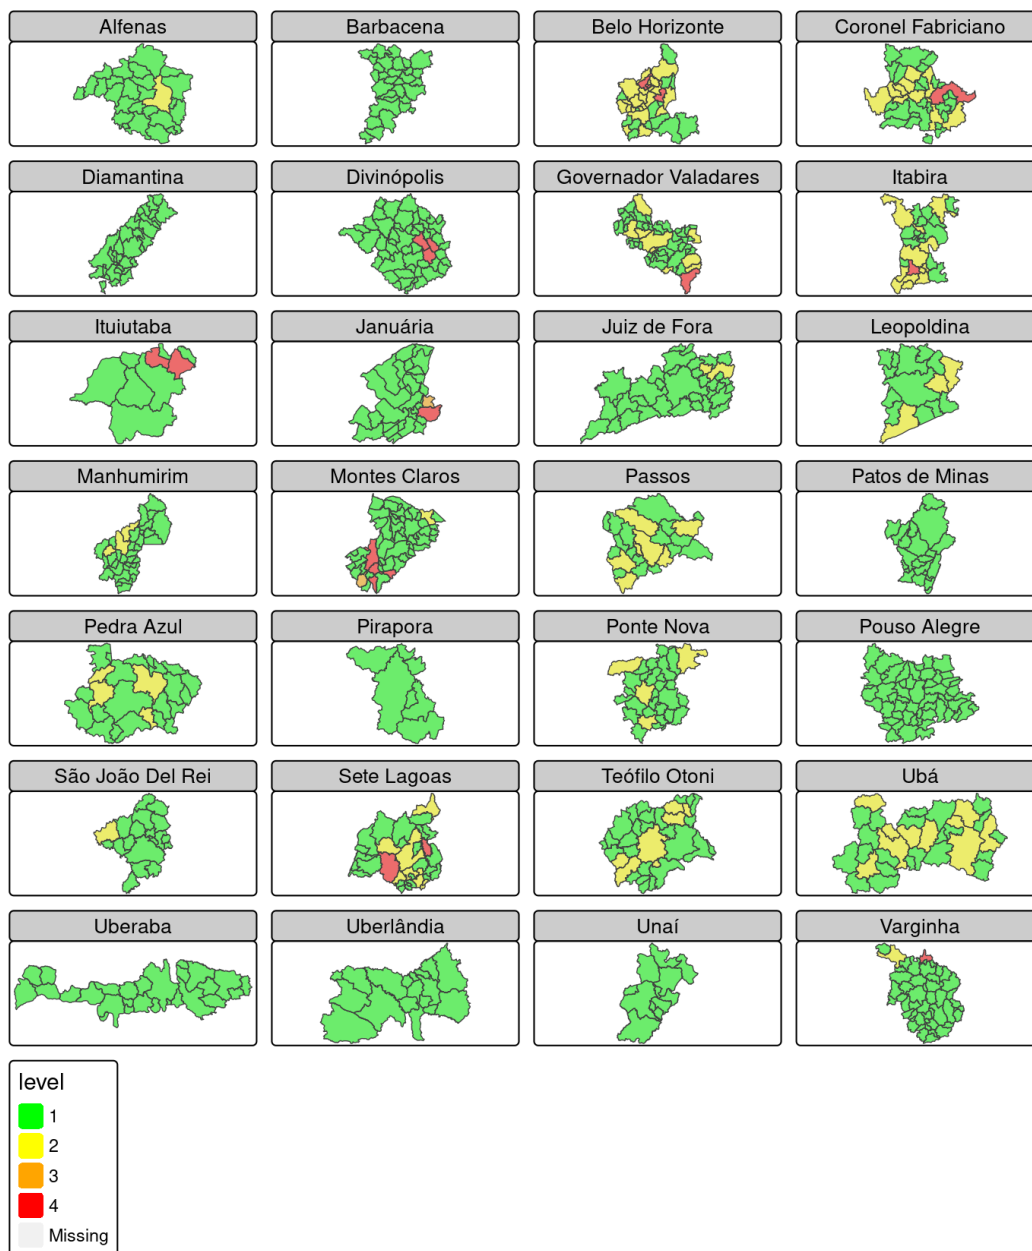 Alfenas
Barbacena
Belo Horizonte
Coronel Fabriciano
Diamantina
Divinópolis
Governador Valadares
Itabira
Ituiutaba
Januária
Juiz de Fora
Leopoldina
Manhumirim
Montes Claros
Passos
Patos de Minas
Pedra Azul
Pirapora
Ponte Nova
Pouso Alegre
São João Del Rei
Sete Lagoas
Teófilo Otoni
Ubá
Uberaba
Uberlândia
Unaí
Varginha
level
1
2
3
4
Missing